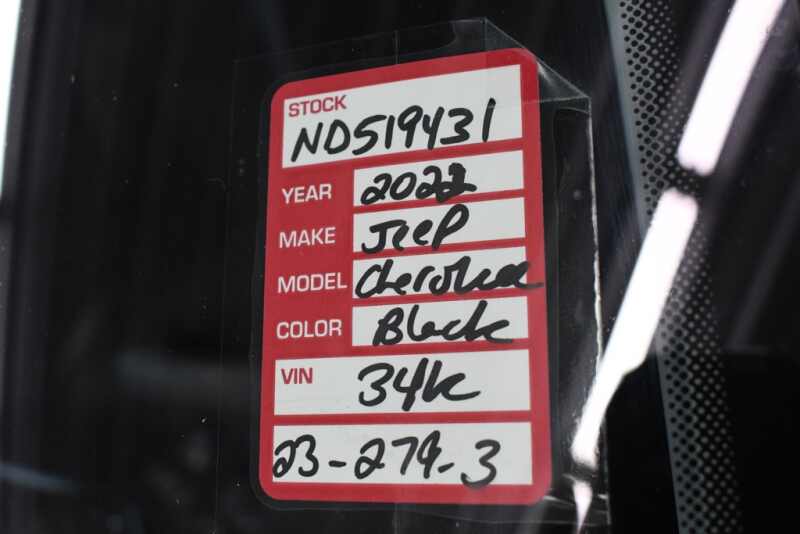 STOCK
ND519431
YEAR 2022
MAKE Jeep
MODEL Cherokee
COLOR Black
VIN 34k
23-274-3